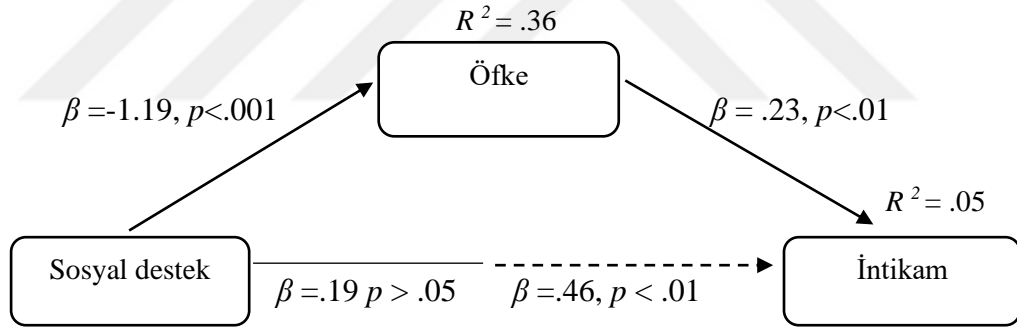 R² = .36
Öfke
β =-1.19, p<.001
β = .23, p<.01
R² = .05
Sosyal destek
İntikam
β =.19 p > .05
β =.46, p < .01